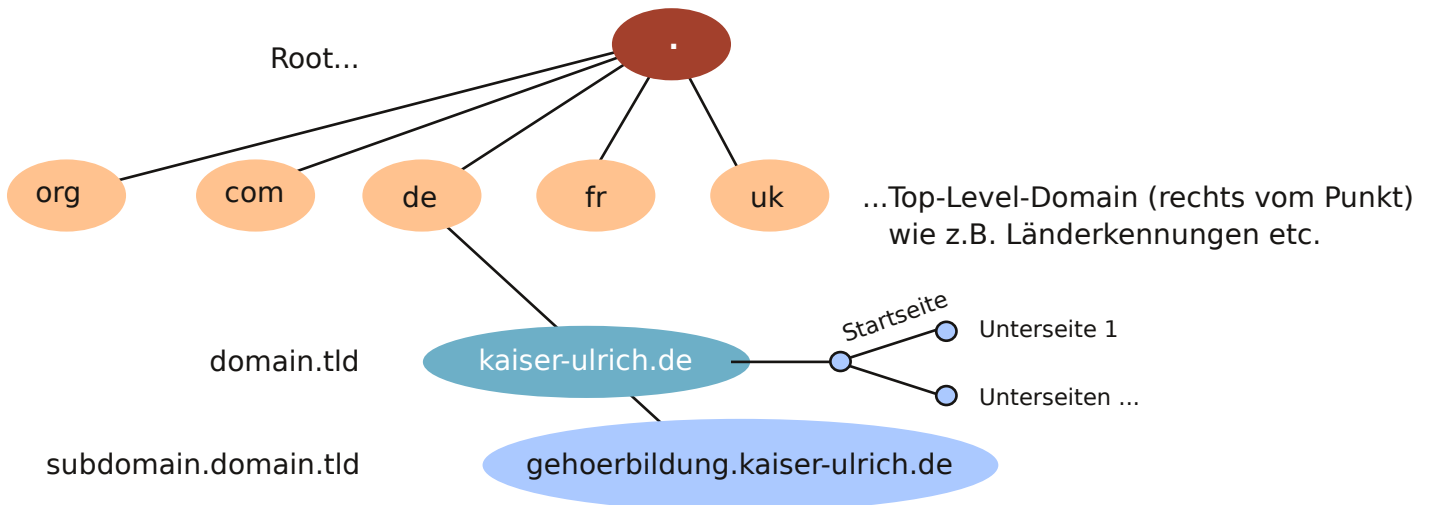 .
Root...
org
com
de
fr
uk
...Top-Level-Domain (rechts vom Punkt)
wie z.B. Länderkennungen etc.
domain.tld
kaiser-ulrich.de
Startseite
Unterseite 1
Unterseiten ...
subdomain.domain.tld
gehoerbildung.kaiser-ulrich.de